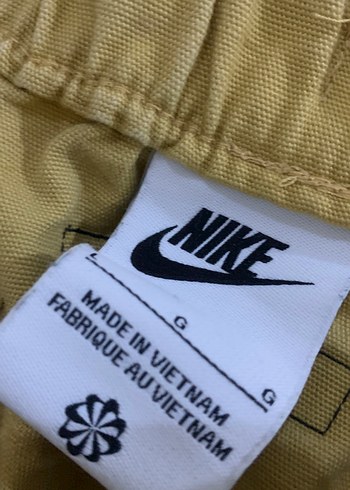 NIKE
L
G
G
MADE IN VIETNAM
FABRIQUE AU VIETNAM